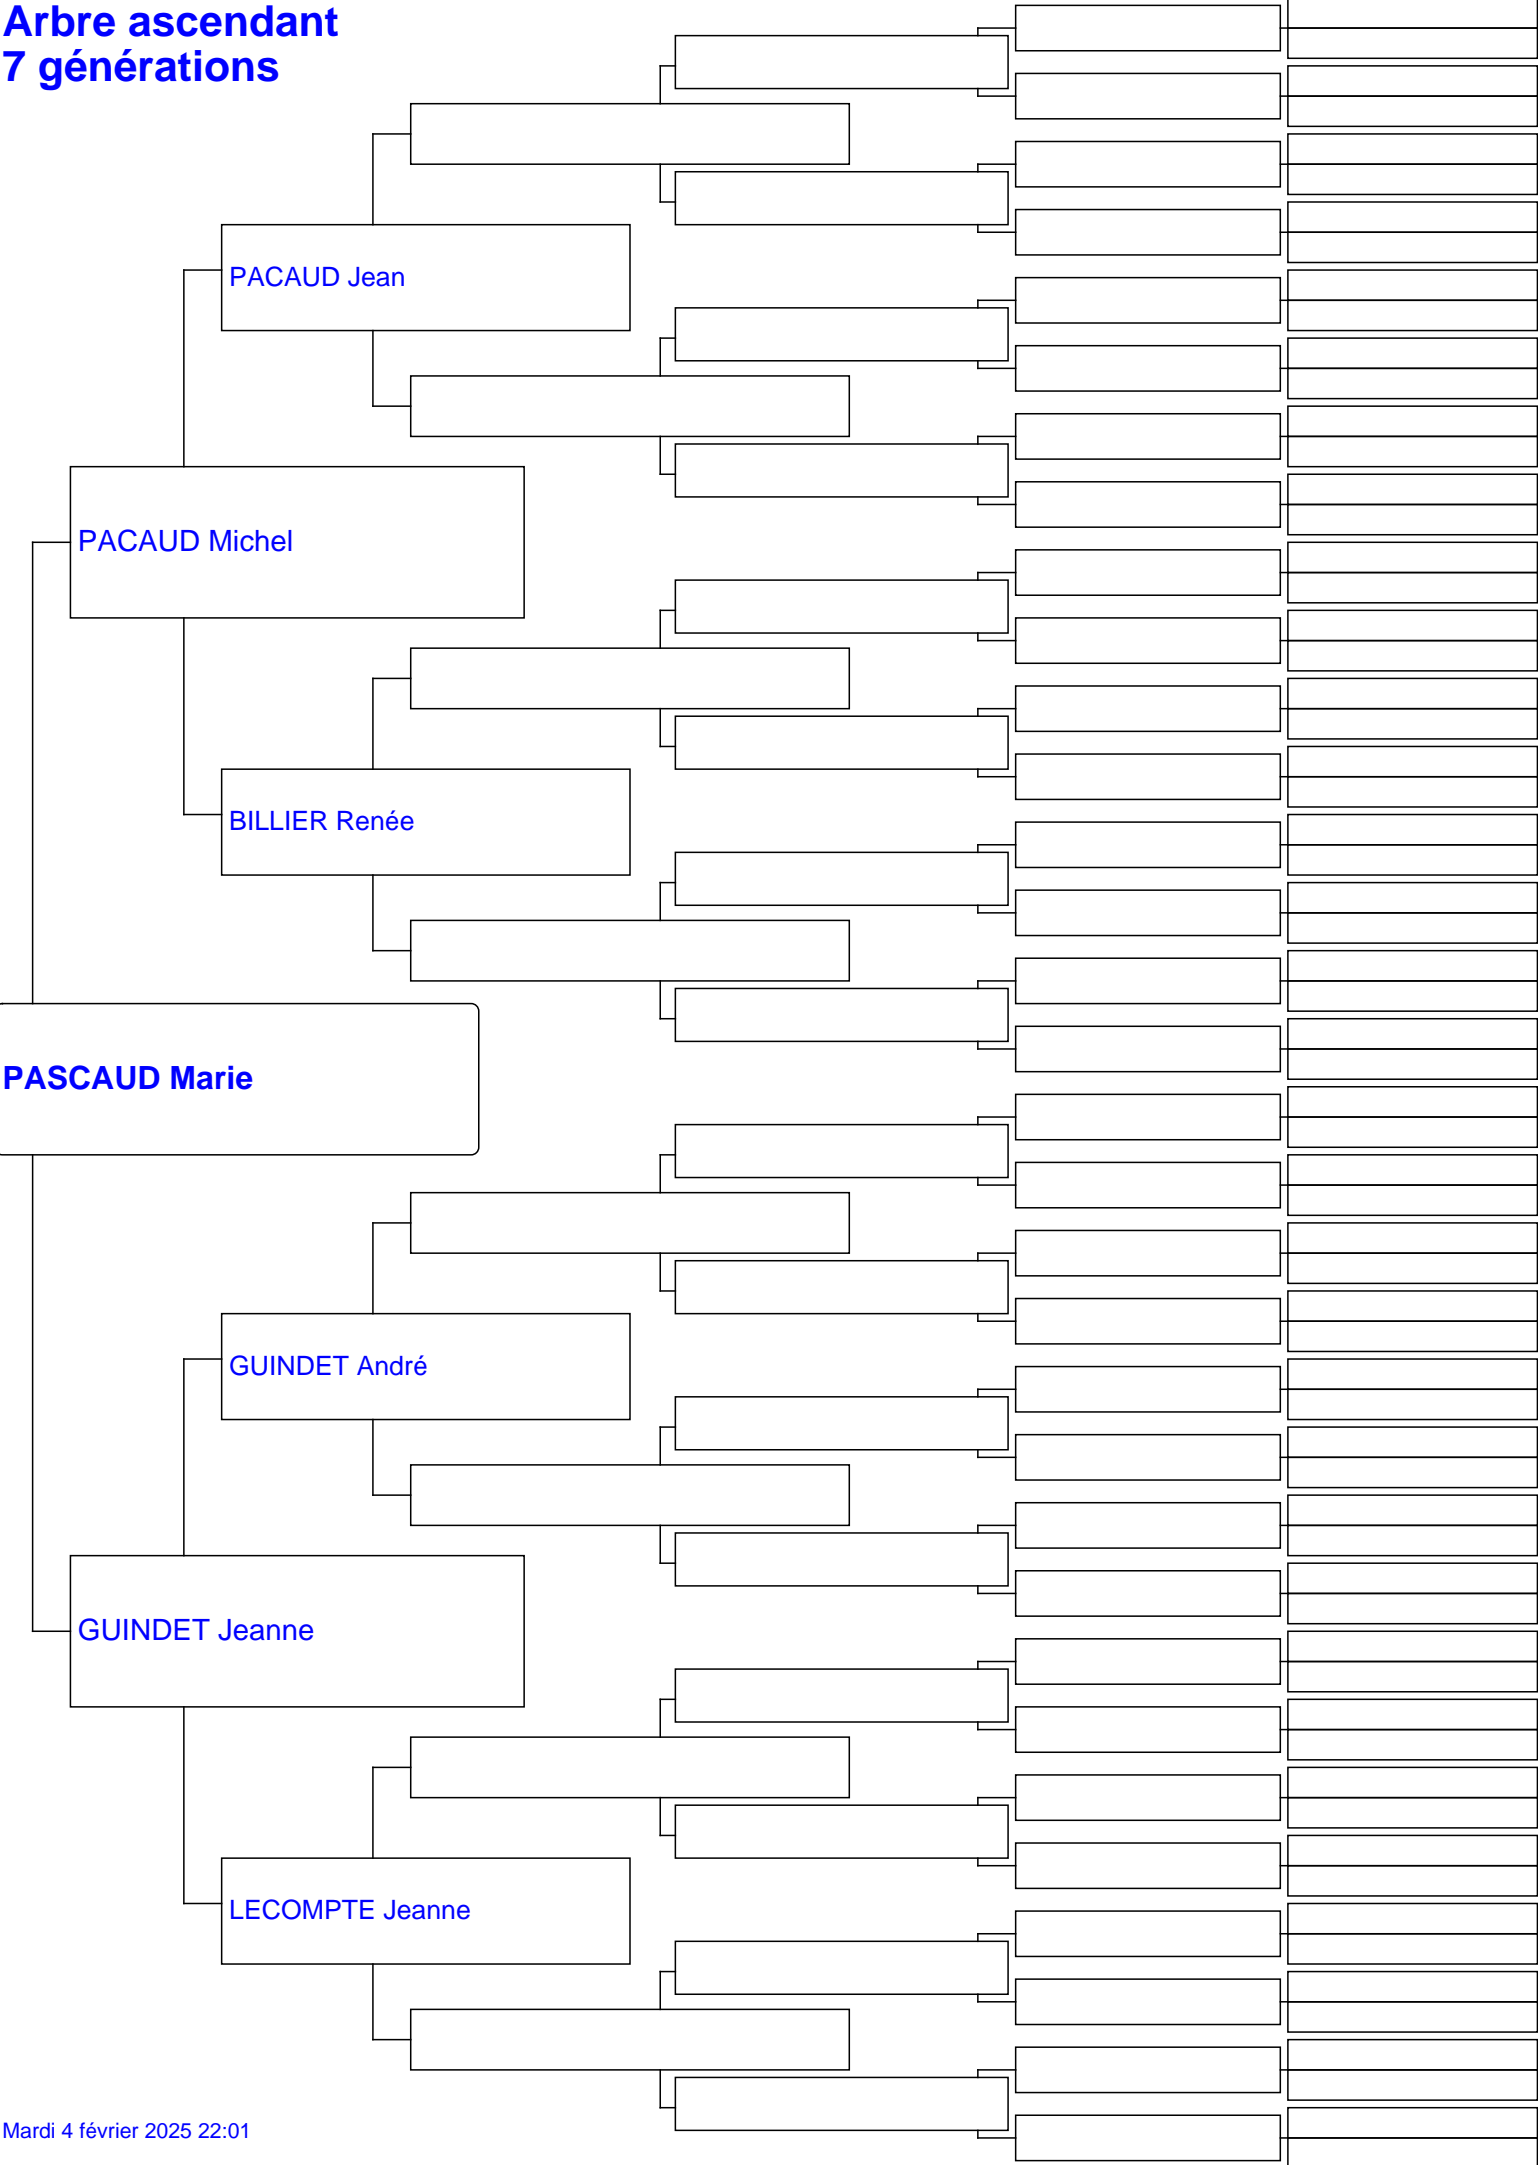 Arbre ascendant
7 générations
PACAUD Jean
PACAUD Michel
BILLIER Renée
PASCAUD Marie
GUINDET André
GUINDET Jeanne
LECOMPTE Jeanne
Mardi 4 février 2025 22:01